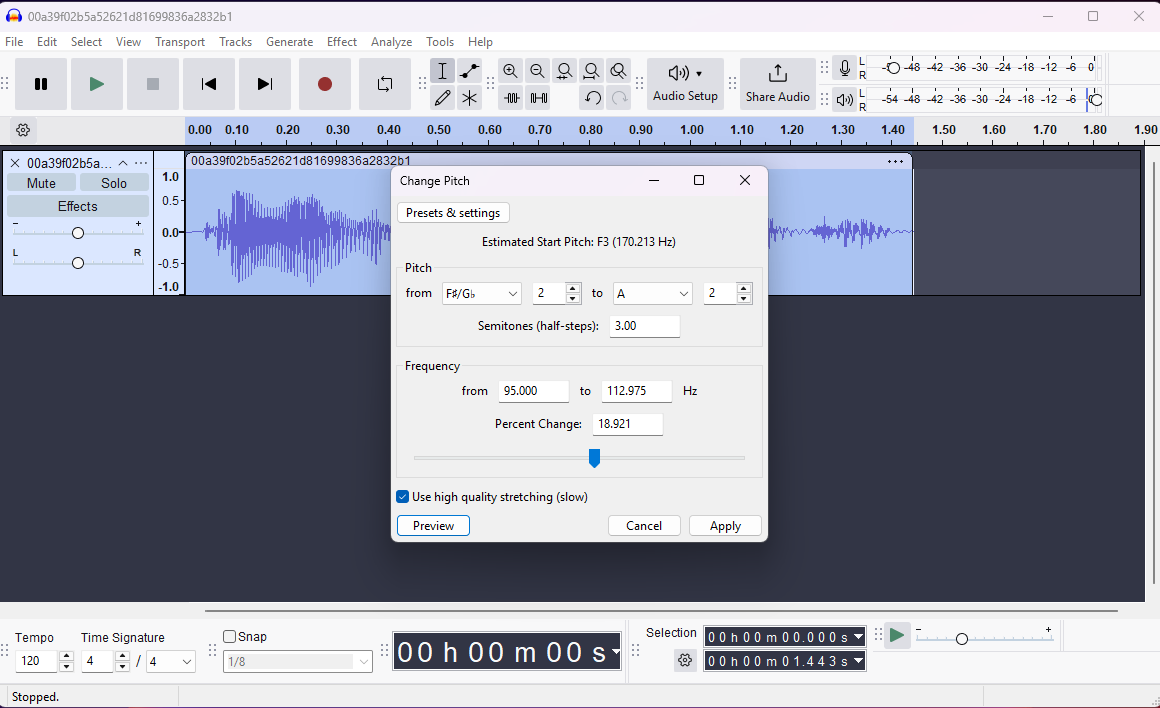 00a39f02b5a52621d81699836a2832b1
File Edit Select View Transport Tracks Generate Effect Analyze Tools Help
Audio Setup
Share Audio
L R
-54 -48 -42 -36 -30 -24 -18 -12 -6 0
L R
-54 -48 -42 -36 -30 -24 -18 -12 -6 0
0.00 0.10 0.20 0.30 0.40 0.50 0.60 0.70 0.80 0.90 1.00 1.10 1.20 1.30 1.40 1.50 1.60 1.70 1.80 1.90
00a39f02b5a...
Mute Solo
Effects
- +
L R
1.0
0.5
0.0
-0.5
-1.0
00a39f02b5a52621d81699836a2832b1
Change Pitch
Presets & settings
Estimated Start Pitch: F3 (170.213 Hz)
Pitch
from F♯/G♭ 2 to A 2
Semitones (half-steps): 3.00
Frequency
from 95.000 to 112.975 Hz
Percent Change: 18.921
Use high quality stretching (slow)
Preview Cancel Apply
Tempo
120
Time Signature
4 / 4
Snap
1/8
00 h 00 m 00 s
Selection
00 h 00 m 00.000 s
00 h 00 m 01.443 s
- +
Stopped.